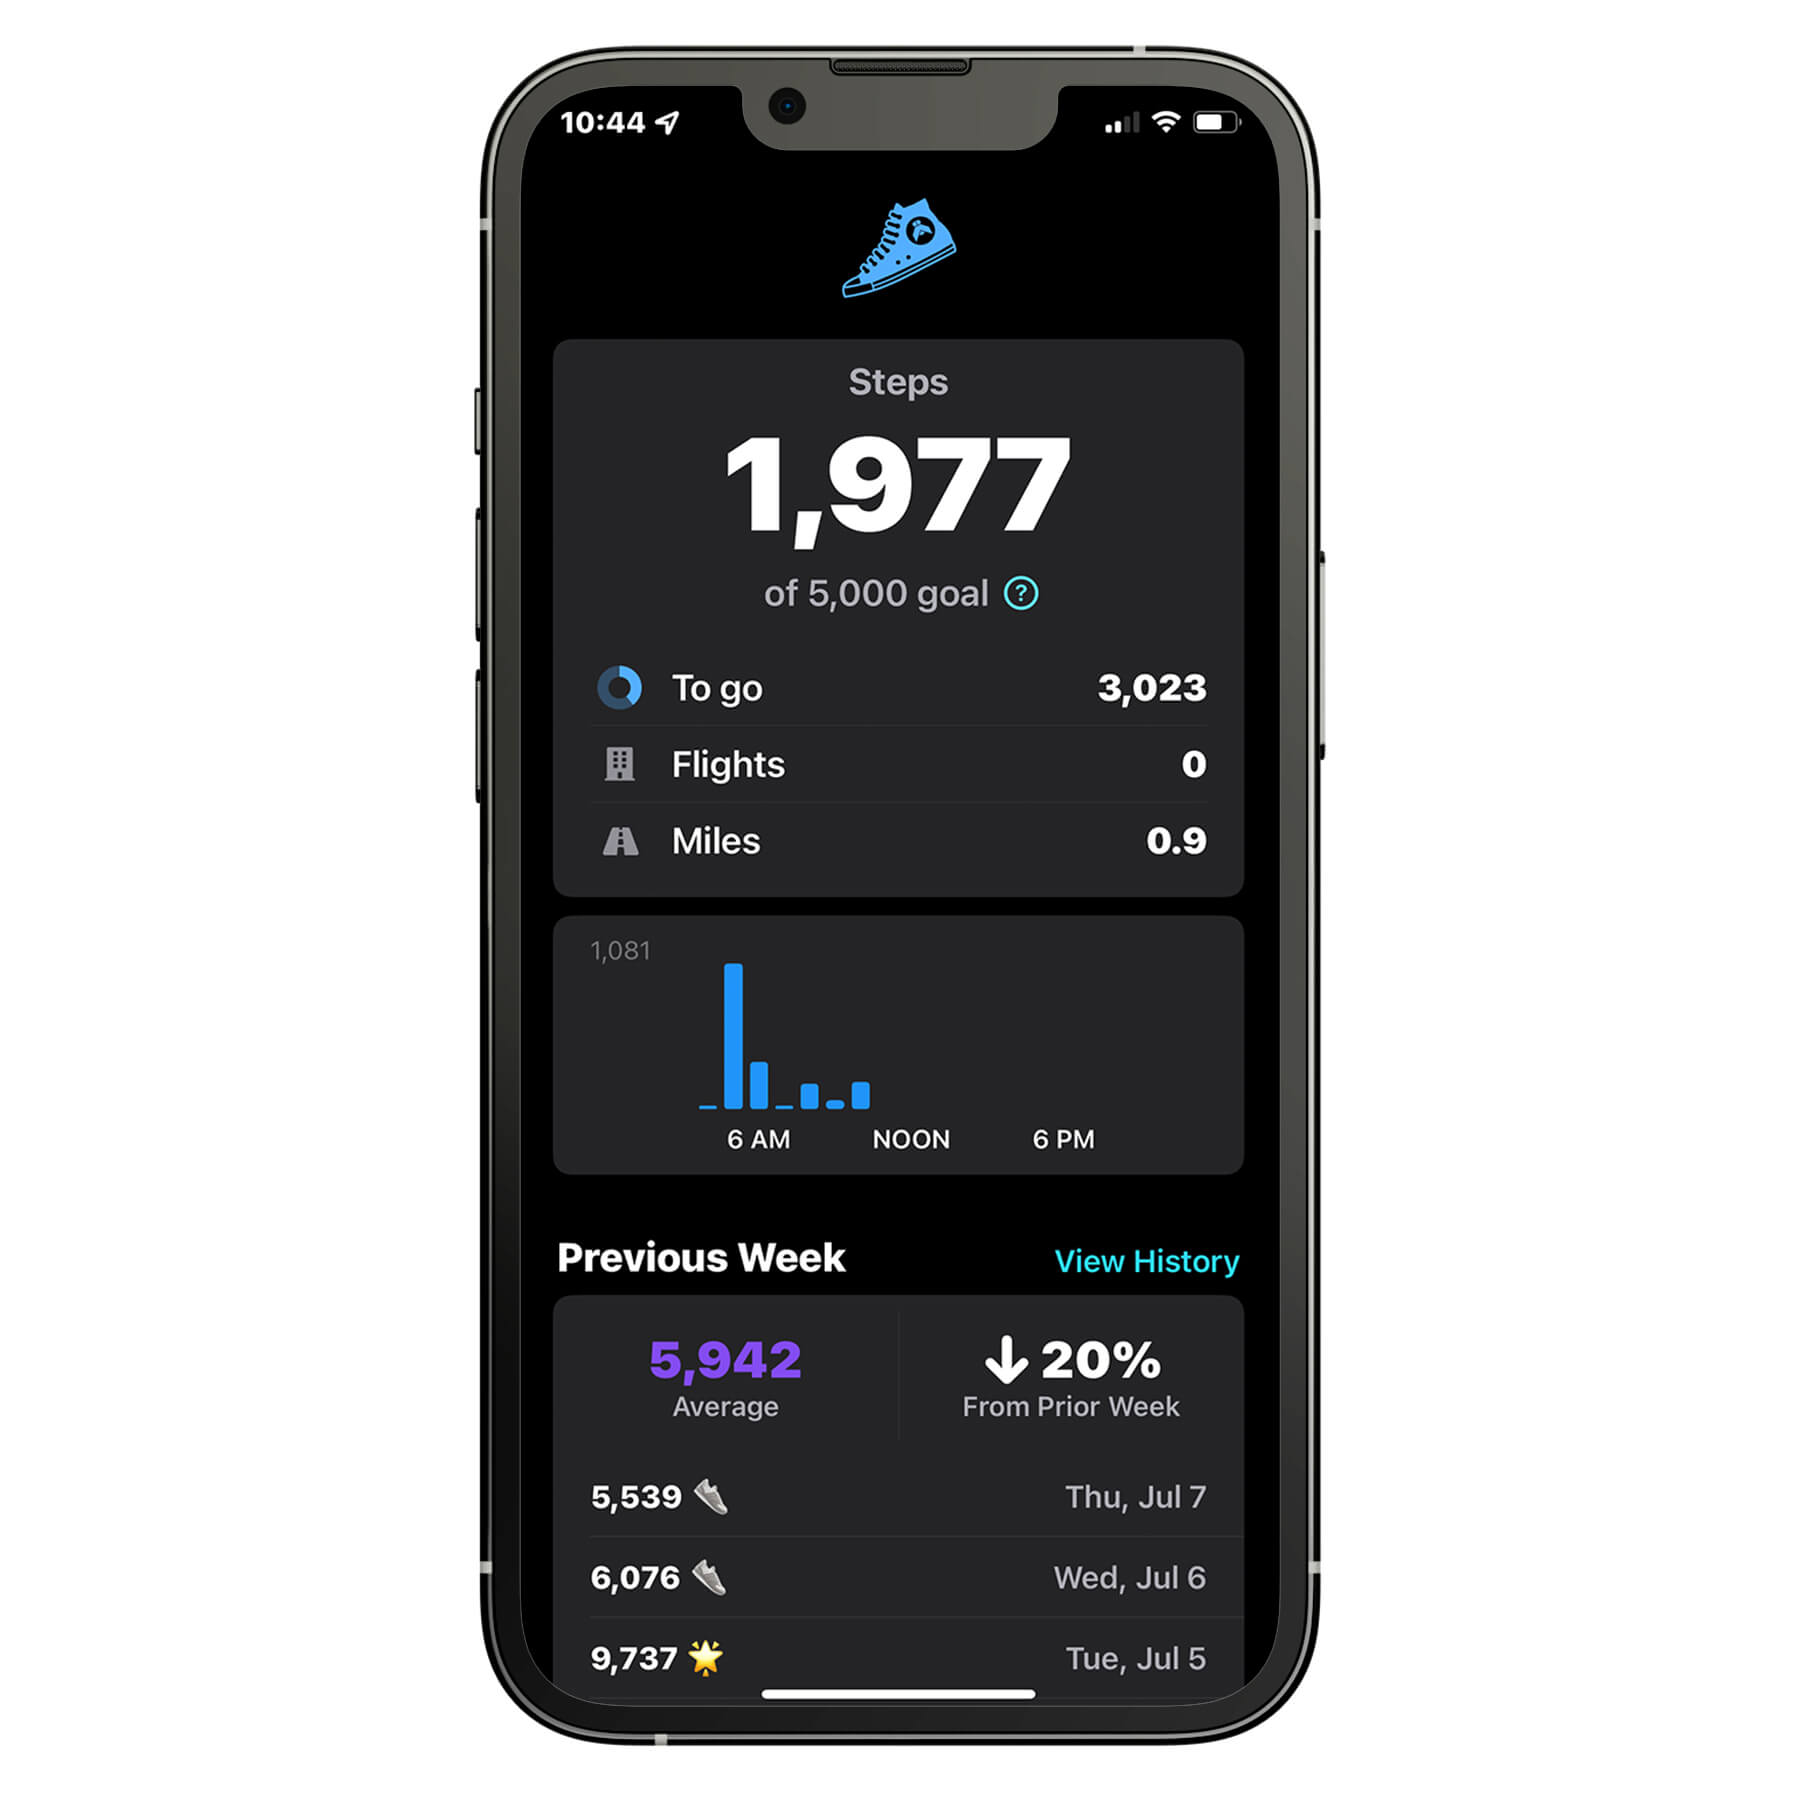 10:44
Steps
1,977
of 5,000 goal ?
To go 3,023
Flights 0
Miles 0.9
1,081
6 AM NOON 6 PM
Previous Week View History
5,942 20%
Average From Prior Week
5,539 Thu, Jul 7
6,076 Wed, Jul 6
9,737 Tue, Jul 5